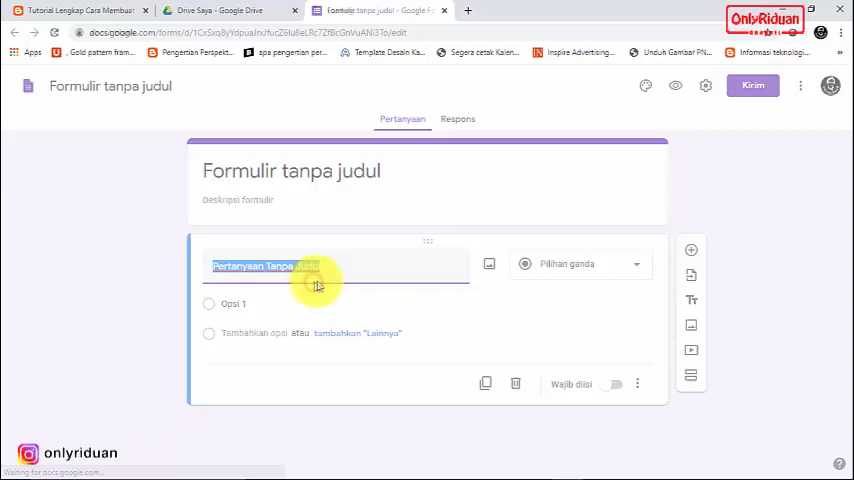 Tutorial Lengkap Cara Membuat
Drive Saya - Google Drive
Formulir tanpa judul - Google Fo
OnlyRiduan
docs.google.com/forms/d/
/edit
Apps
, Gold pattern fram...
Pengertian Perspekt...
apa pengertian per...
Template Desain Ka...
Segera cetak Kalen...
Inspire Advertising...
Unduh Gambar PN...
Informasi teknologi...
Formulir tanpa judul
Kirim
Pertanyaan
Respons
Formulir tanpa judul
Deskripsi formulir
Pertanyaan Tanpa Judul
Pilihan ganda
Opsi 1
Tambahkan opsi atau tambahkan "Lainnya"
Wajib diisi
onlyriduan
Waiting for docs.google.com...